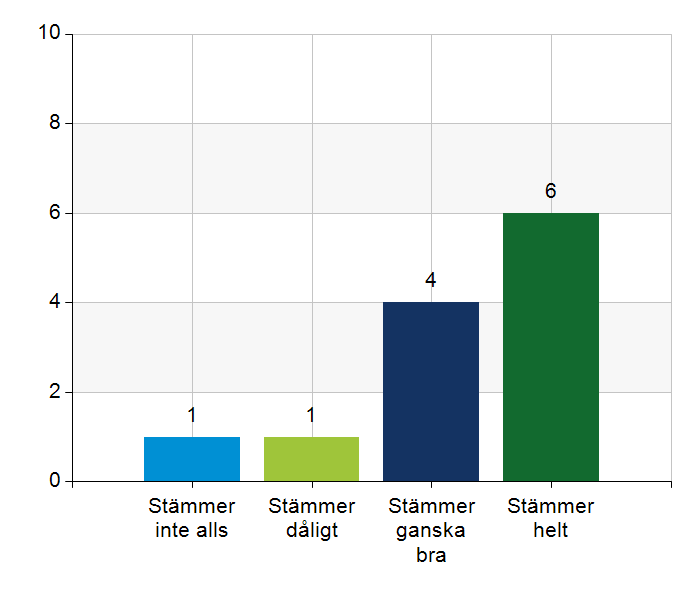 10
8
6
4
2
0
1
1
4
6
Stämmer
inte alls
Stämmer
dåligt
Stämmer
ganska
bra
Stämmer
helt